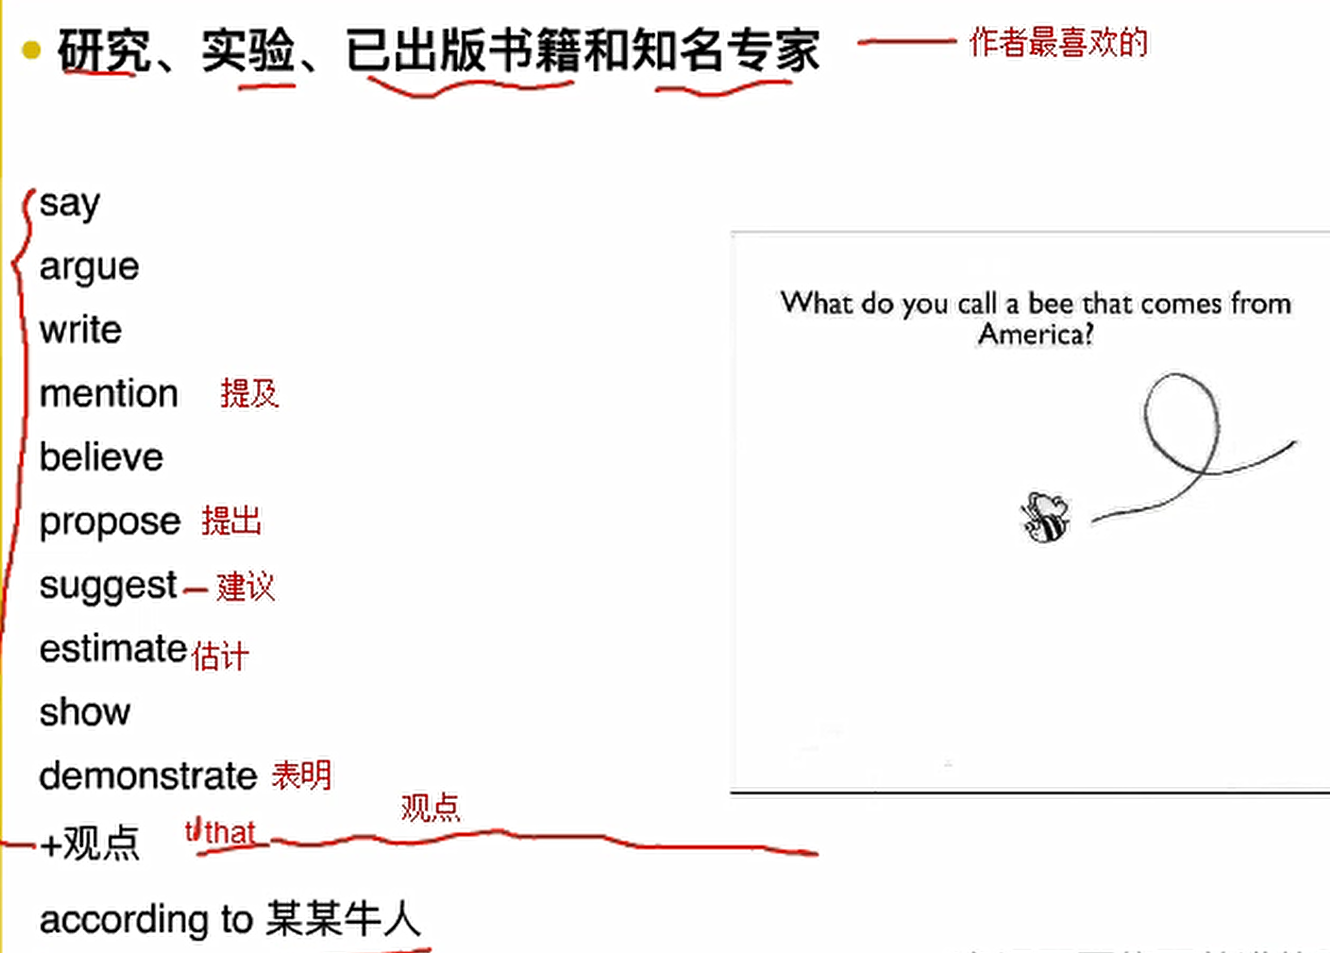 研究、实验、已出版书籍和知名专家 作者最喜欢的
say
argue
write
mention 提及
believe
propose 提出
suggest 建议
estimate 估计
show
demonstrate 表明
观点
+观点 that
according to 某某牛人
What do you call a bee that comes from
America?